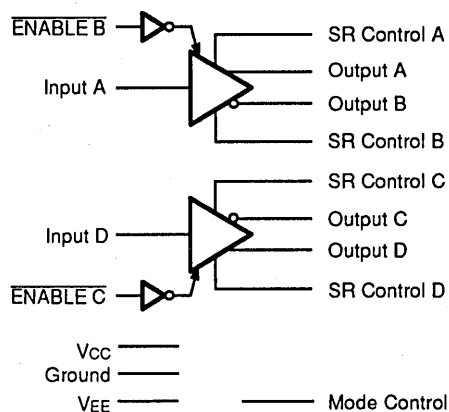 ENABLE B
SR Control A
Output A
Input A
Output B
SR Control B
SR Control C
Output C
Input D
Output D
ENABLE C
SR Control D
VCC
Ground
VEE
Mode Control